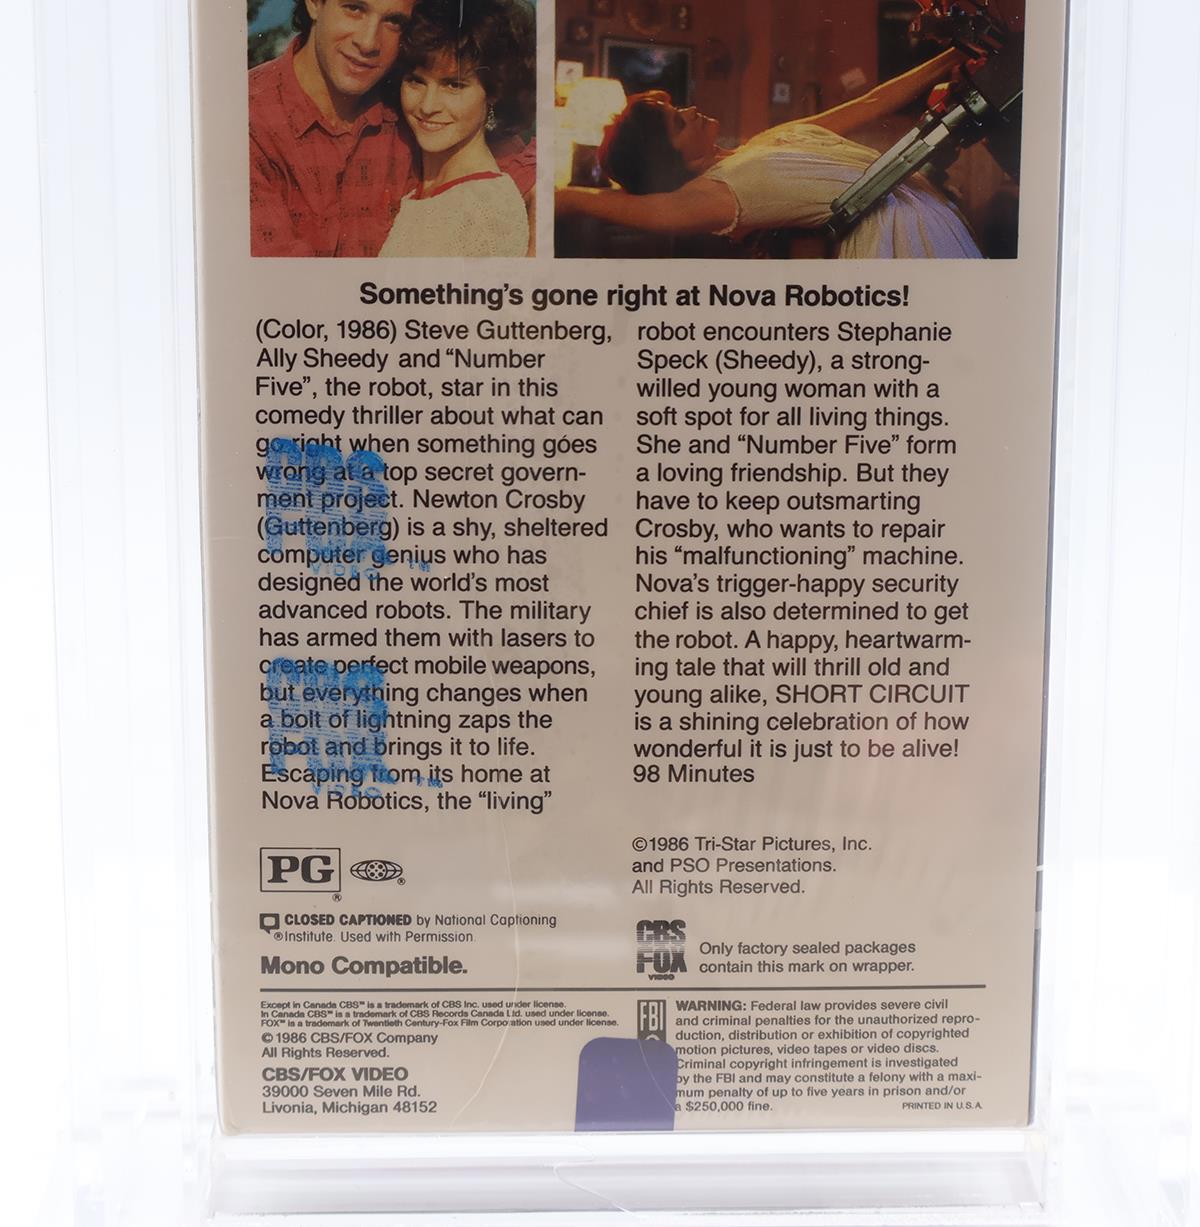 Something's gone right at Nova Robotics!
(Color, 1986) Steve Guttenberg,
Ally Sheedy and “Number
Five”, the robot, star in this
comedy thriller about what can
go right when something goes
wrong at a top secret govern-
ment project. Newton Crosby
(Guttenberg) is a shy, sheltered
computer genius who has
designed the world's most
advanced robots. The military
has armed them with lasers to
create perfect mobile weapons,
but everything changes when
a bolt of lightning zaps the
robot and brings it to life.
Escaping from its home at
Nova Robotics, the “living”
robot encounters Stephanie
Speck (Sheedy), a strong-
willed young woman with a
soft spot for all living things.
She and “Number Five” form
a loving friendship. But they
have to keep outsmarting
Crosby, who wants to repair
his “malfunctioning” machine.
Nova's trigger-happy security
chief is also determined to get
the robot. A happy, heartwarm-
ing tale that will thrill old and
young alike, SHORT CIRCUIT
is a shining celebration of how
wonderful it is just to be alive!
98 Minutes
CBS
FOX
VIDEO ™
CBS
FOX
VIDEO ™
PG ® ®
©1986 Tri-Star Pictures, Inc.
and PSO Presentations.
All Rights Reserved.
CLOSED CAPTIONED by National Captioning
® Institute. Used with Permission.
Mono Compatible.
CBS
FOX
VIDEO
Only factory sealed packages
contain this mark on wrapper.
Except in Canada CBS™ is a trademark of CBS Inc. used under license.
In Canada CBS™ is a trademark of CBS Records Canada Ltd. used under license.
FOX™ is a trademark of Twentieth Century-Fox Film Corporation used under license.
© 1986 CBS/FOX Company
All Rights Reserved.
CBS/FOX VIDEO
39000 Seven Mile Rd.
Livonia, Michigan 48152
FBI
WARNING: Federal law provides severe civil
and criminal penalties for the unauthorized repro-
duction, distribution or exhibition of copyrighted
motion pictures, video tapes or video discs.
Criminal copyright infringement is investigated
by the FBI and may constitute a felony with a maxi-
mum penalty of up to five years in prison and/or
a $250,000 fine.
PRINTED IN U.S.A.